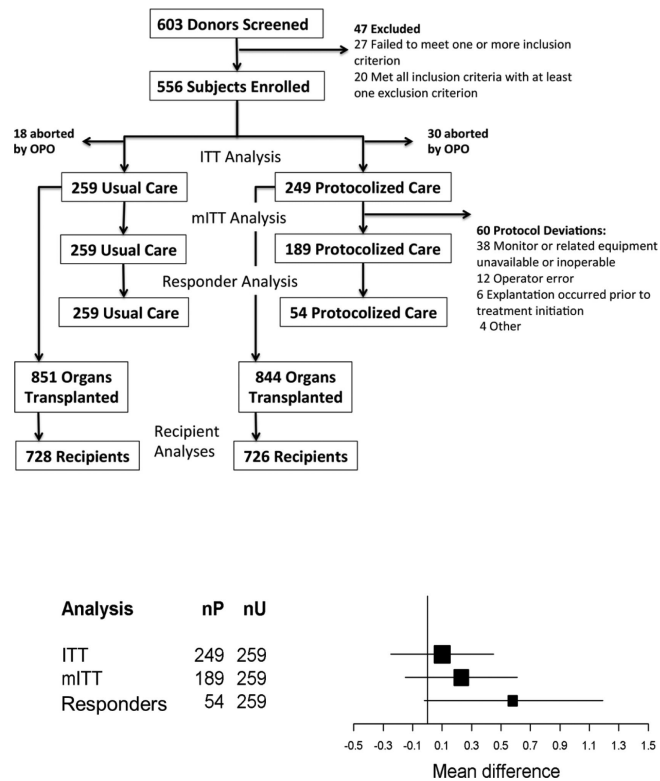 603 Donors Screened
47 Excluded
27 Failed to meet one or more inclusion
criterion
20 Met all inclusion criteria with at least
one exclusion criterion
556 Subjects Enrolled
18 aborted
by OPO
30 aborted
by OPO
ITT Analysis
259 Usual Care
249 Protocolized Care
mITT Analysis
60 Protocol Deviations:
38 Monitor or related equipment
unavailable or inoperable
12 Operator error
6 Explantation occurred prior to
treatment initiation
4 Other
259 Usual Care
189 Protocolized Care
Responder Analysis
259 Usual Care
54 Protocolized Care
851 Organs
Transplanted
844 Organs
Transplanted
Recipient
Analyses
728 Recipients
726 Recipients
Analysis nP nU
ITT 249 259
mITT 189 259
Responders 54 259
-0.5 -0.3 -0.1 0.1 0.3 0.5 0.7 0.9 1.1 1.3 1.5
Mean difference